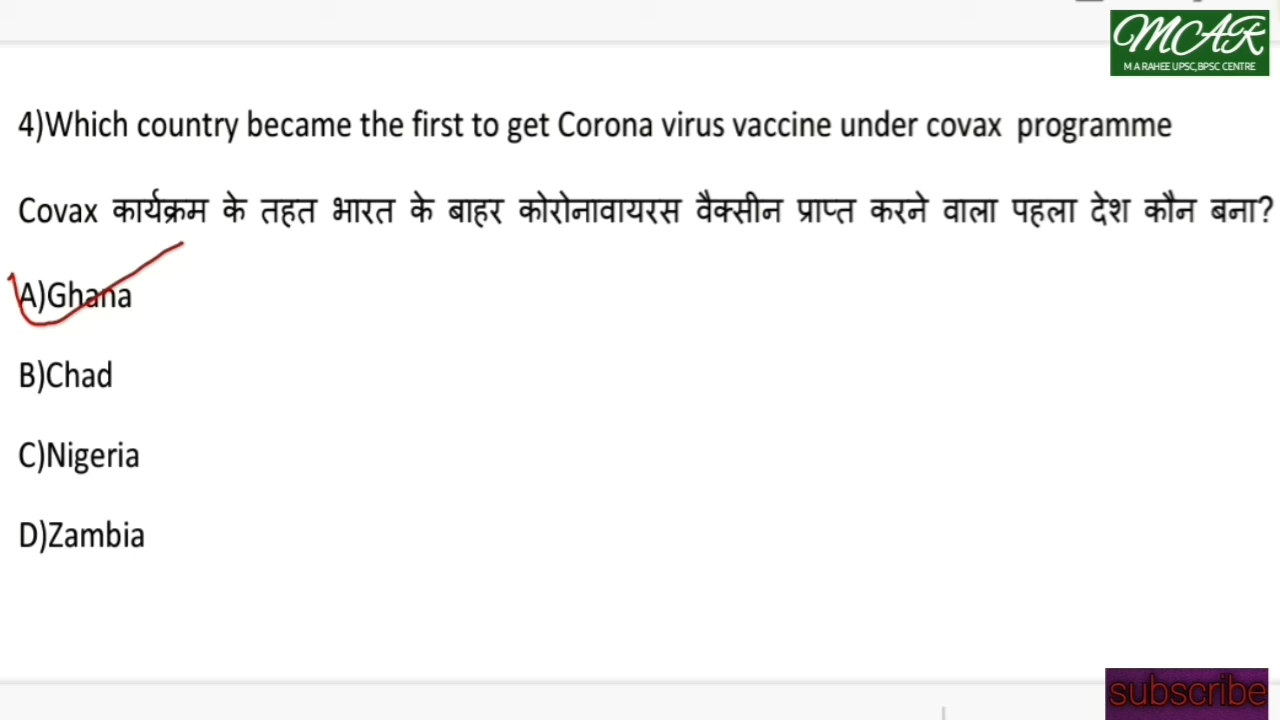 MCAR
M A RAHEE UPSC,BPSC CENTRE
4)Which country became the first to get Corona virus vaccine under covax programme
Covax कार्यक्रम के तहत भारत के बाहर कोरोनावायरस वैक्सीन प्राप्त करने वाला पहला देश कौन बना?
A)Ghana
B)Chad
C)Nigeria
D)Zambia
subscribe